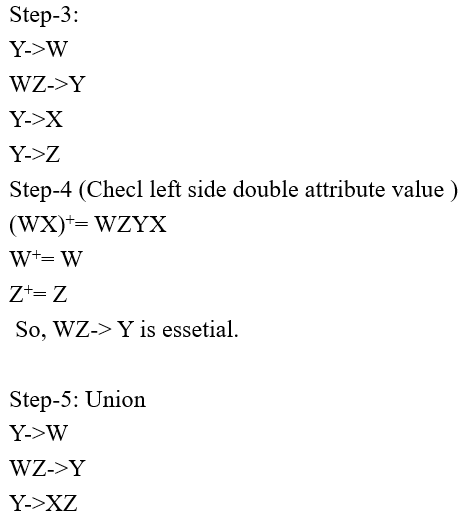 Step-3:
Y->W
WZ->Y
Y->X
Y->Z
Step-4 (Checl left side double attribute value )
(WX)⁺= WZYX
W⁺= W
Z⁺= Z
So, WZ-> Y is essetial.
Step-5: Union
Y->W
WZ->Y
Y->XZ